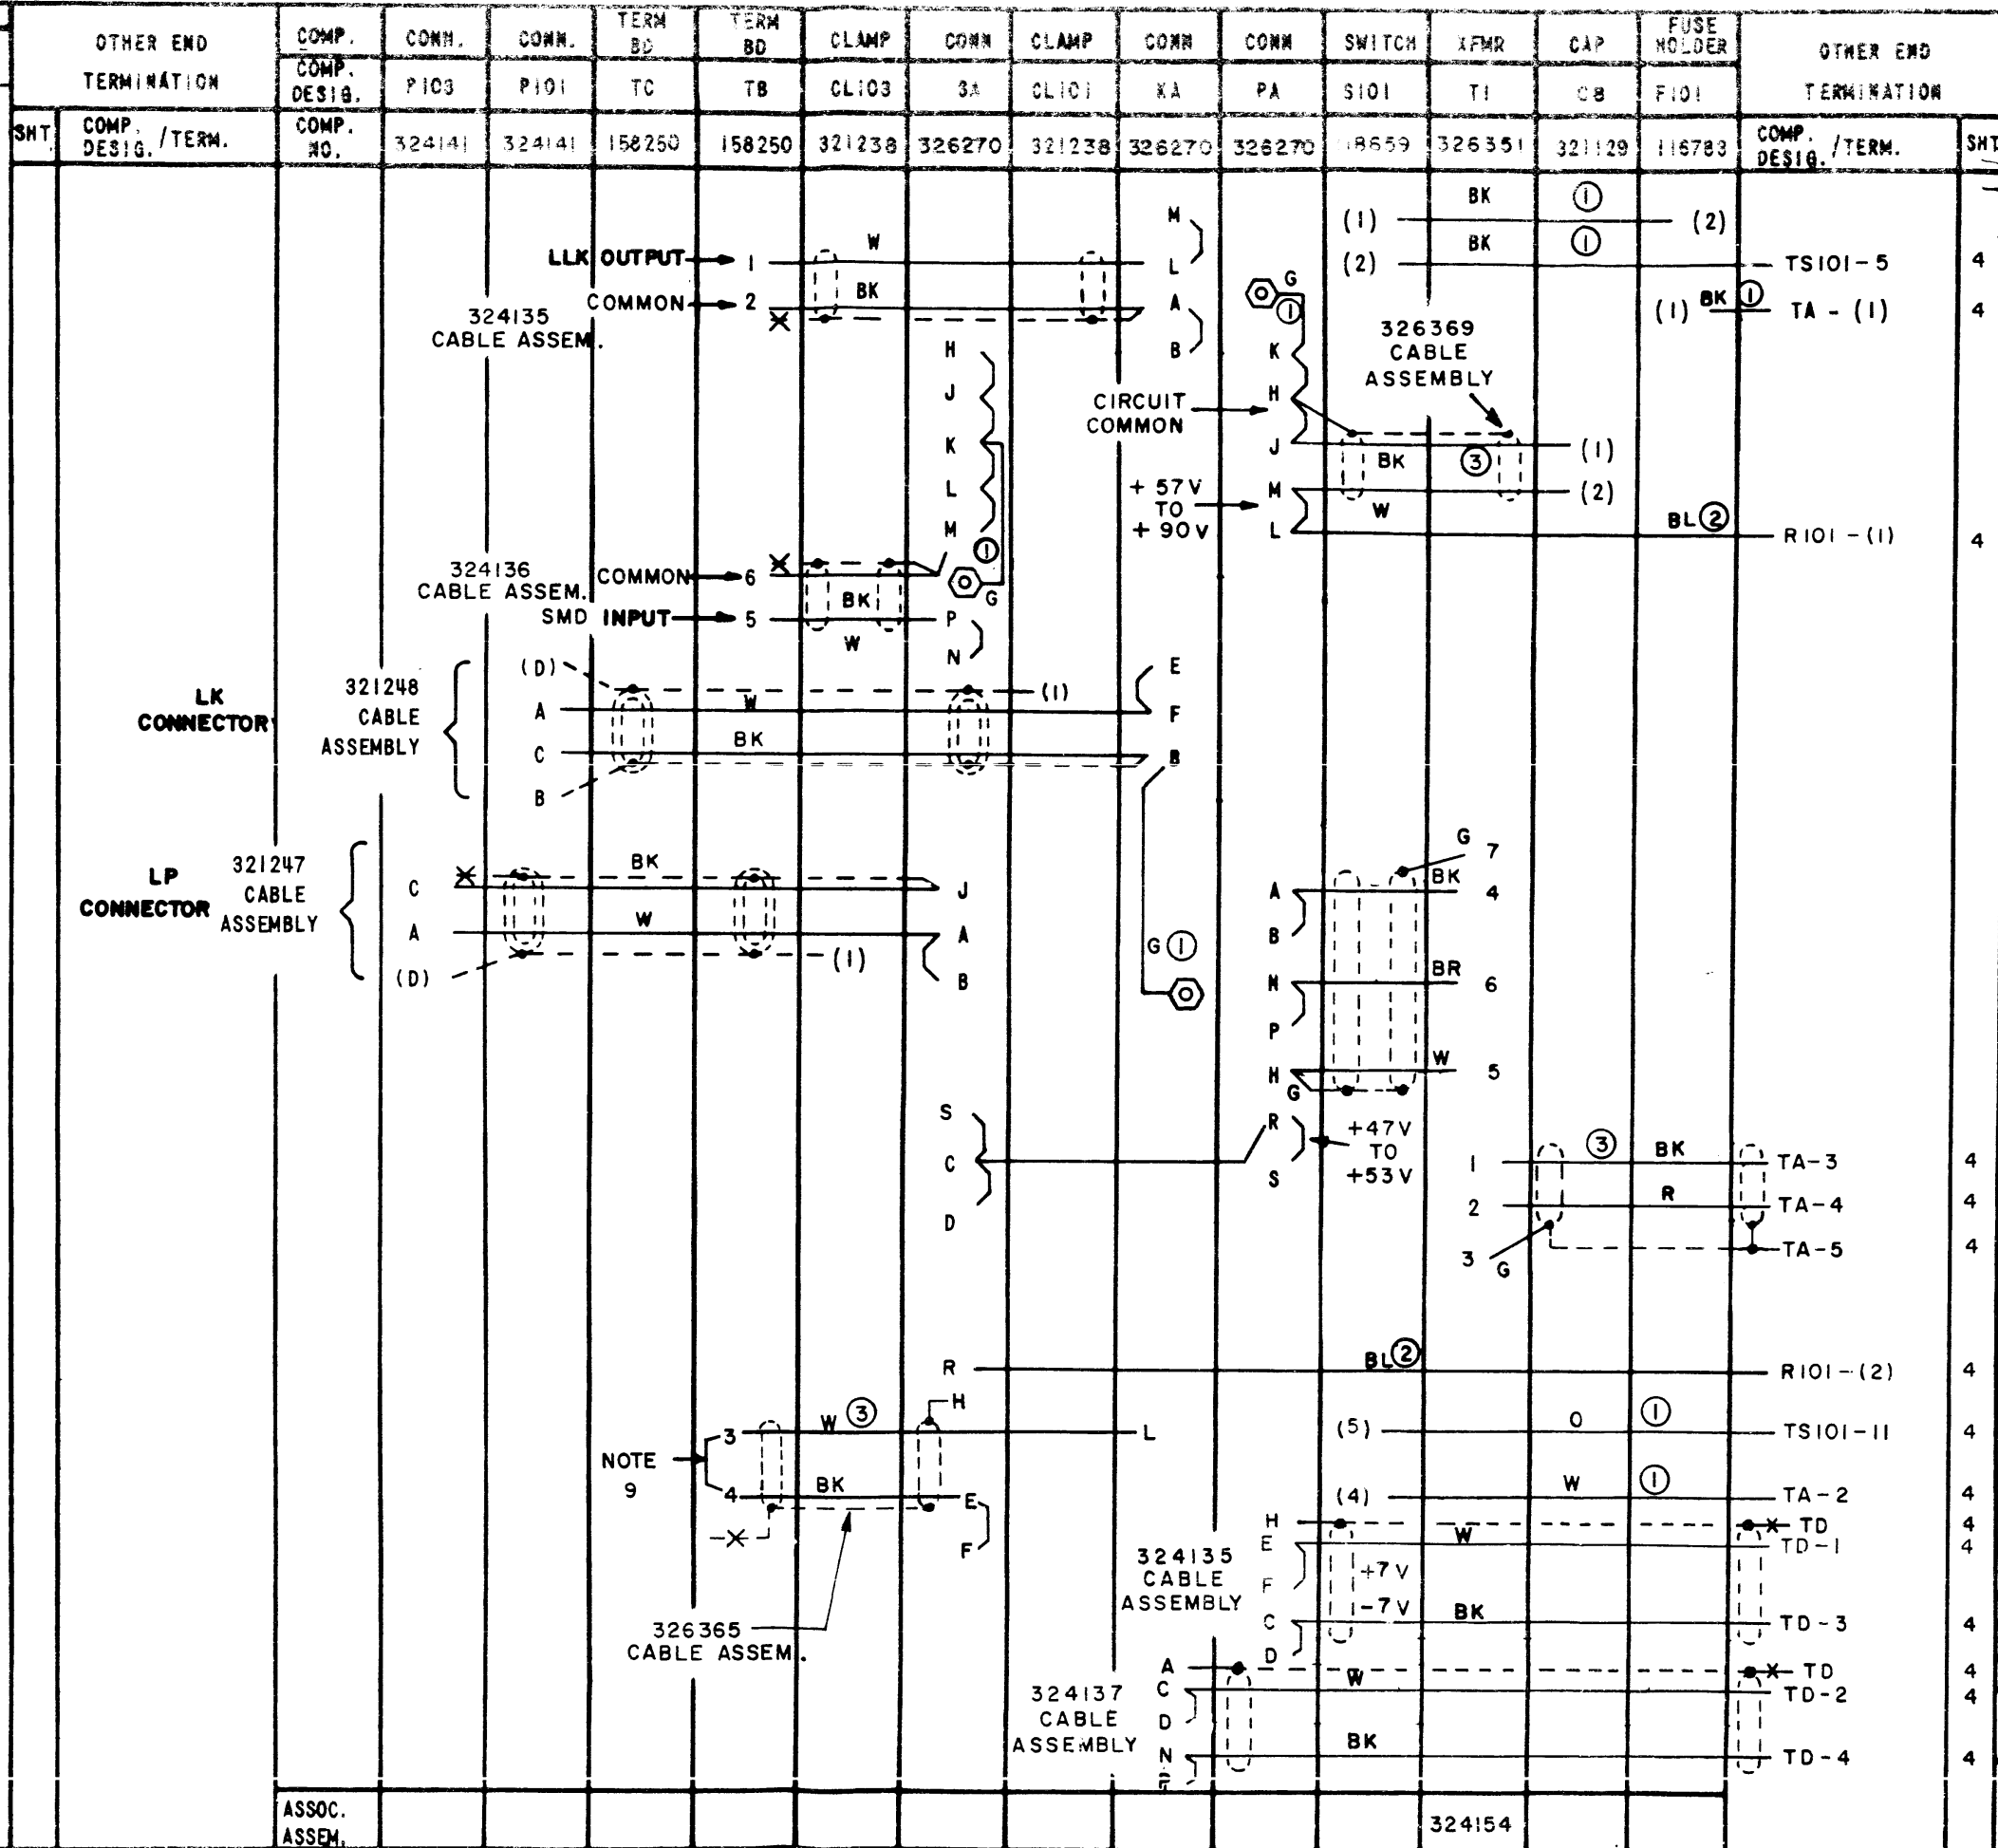 OTHER END TERMINATION COMP. CONN. CONN. TERM BD TERM BD CLAMP CONN CLAMP CONN CONN SWITCH XFMR CAP FUSE HOLDER OTHER END TERMINATION
COMP. DESIG. P103 P101 TC TB CL103 SA CL101 KA PA S101 T1 C8 F101
SHT COMP. DESIG. / TERM. COMP. NO. 324141 324141 158250 158250 321238 326270 321238 326270 326270 326351 321129 116783 COMP. DESIG. / TERM. SHT
BK ①
M (1) (2)
LLK OUTPUT 1 W L (2) BK ① TS101-5 4
COMMON 2 BK A G ① (1) BK ① TA - (1) 4
324135
CABLE ASSEM.
B K
326369
CABLE
ASSEMBLY
H
J
K
L
M
CIRCUIT
COMMON
H
J BK ③ (1)
+ 57V
TO
+ 90V
M W (2)
L BL ② R101 - (1) 4
324136
CABLE ASSEM.
COMMON 6 BK ① G
SMD INPUT 5 W P
N
LK
CONNECTOR
321248
CABLE
ASSEMBLY
(D) (1) E
A W F
C BK B
B
LP
CONNECTOR
321247
CABLE
ASSEMBLY
C BK J
A W A
(D) (1) B
G ①
G 7
A BK 4
B
N BR 6
P
H W 5
G
S
C
D
R
S
+47V
TO
+53V
1 ③ BK TA-3 4
2 R TA-4 4
3 G TA-5 4
R BL ② R101-(2) 4
NOTE
9
3 W ③ H L
4 BK E
F
(5) O ① TS101-11 4
(4) W ① TA-2 4
326365
CABLE ASSEM.
324135
CABLE
ASSEMBLY
H TD 4
E W TD-1 4
F +7V
-7V
C BK TD-3 4
D
324137
CABLE
ASSEMBLY
A TD 4
C W TD-2 4
D
N BK TD-4 4
P
ASSOC.
ASSEM. 324154